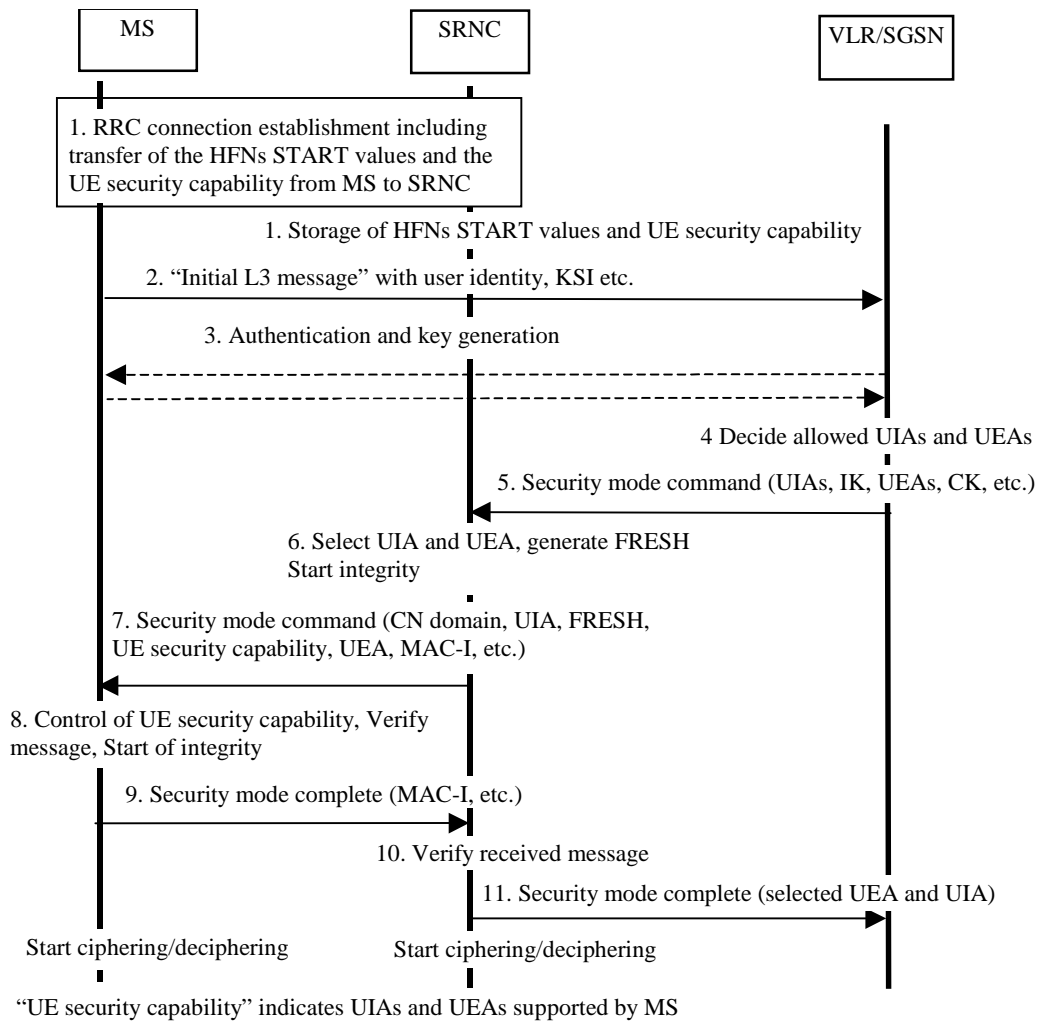 MS
SRNC
VLR/SGSN
1. RRC connection establishment including
transfer of the HFNs START values and the
UE security capability from MS to SRNC
1. Storage of HFNs START values and UE security capability
2. “Initial L3 message” with user identity, KSI etc.
3. Authentication and key generation
4 Decide allowed UIAs and UEAs
5. Security mode command (UIAs, IK, UEAs, CK, etc.)
6. Select UIA and UEA, generate FRESH
Start integrity
7. Security mode command (CN domain, UIA, FRESH,
UE security capability, UEA, MAC-I, etc.)
8. Control of UE security capability, Verify
message, Start of integrity
9. Security mode complete (MAC-I, etc.)
10. Verify received message
11. Security mode complete (selected UEA and UIA)
Start ciphering/deciphering
Start ciphering/deciphering
“UE security capability” indicates UIAs and UEAs supported by MS